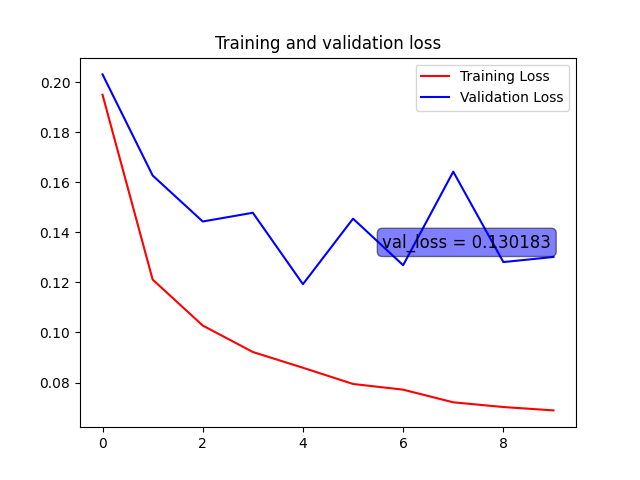 Training and validation loss
Training Loss
Validation Loss
val_loss = 0.130183
0.20
0.18
0.16
0.14
0.12
0.10
0.08
0 2 4 6 8